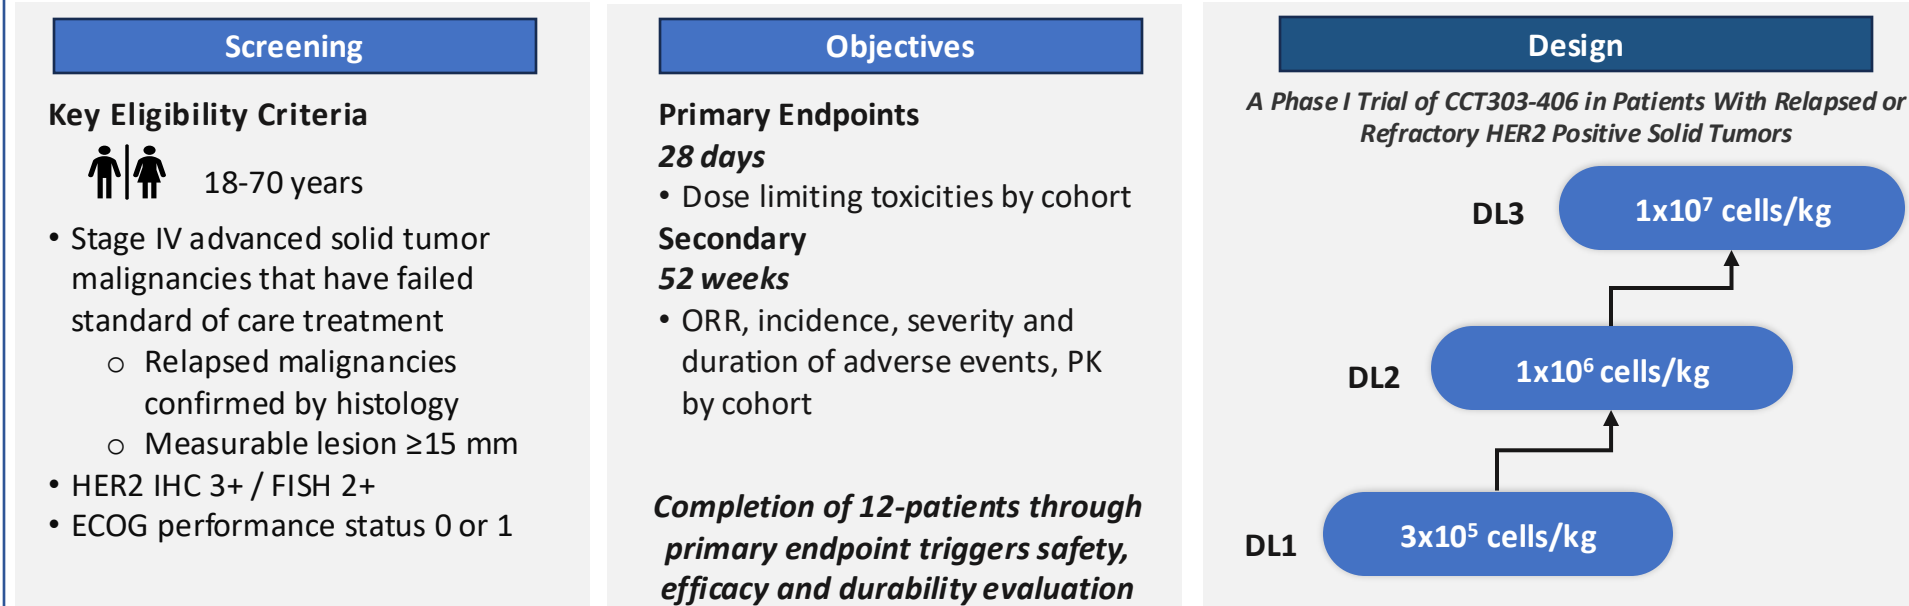 Screening
Key Eligibility Criteria
18-70 years
• Stage IV advanced solid tumor
malignancies that have failed
standard of care treatment
o Relapsed malignancies
confirmed by histology
o Measurable lesion ≥15 mm
• HER2 IHC 3+ / FISH 2+
• ECOG performance status 0 or 1
Objectives
Primary Endpoints
28 days
• Dose limiting toxicities by cohort
Secondary
52 weeks
• ORR, incidence, severity and
duration of adverse events, PK
by cohort
Completion of 12-patients through
primary endpoint triggers safety,
efficacy and durability evaluation
Design
A Phase I Trial of CCT303-406 in Patients With Relapsed or
Refractory HER2 Positive Solid Tumors
DL3 1x10⁷ cells/kg
DL2 1x10⁶ cells/kg
DL1 3x10⁵ cells/kg